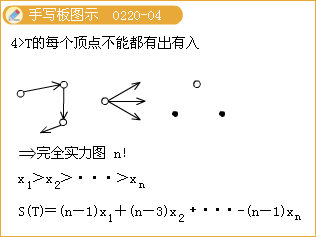 手写板图示 0220-04
4>T的每个顶点不能都有出有入
⇒完全实力图 n!
x₁>x₂>···>xₙ
S(T)=(n-1)x₁+(n-3)x₂+···-(n-1)xₙ